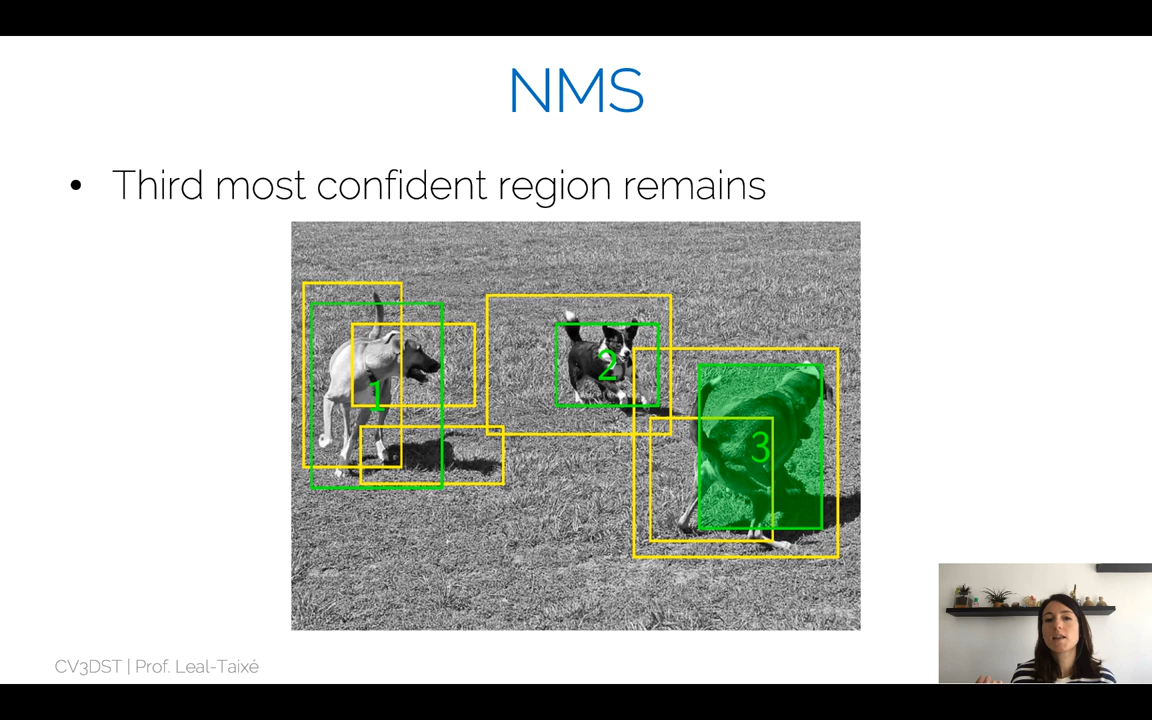 NMS
• Third most confident region remains
1
2
3
CV3DST | Prof. Leal-Taixé